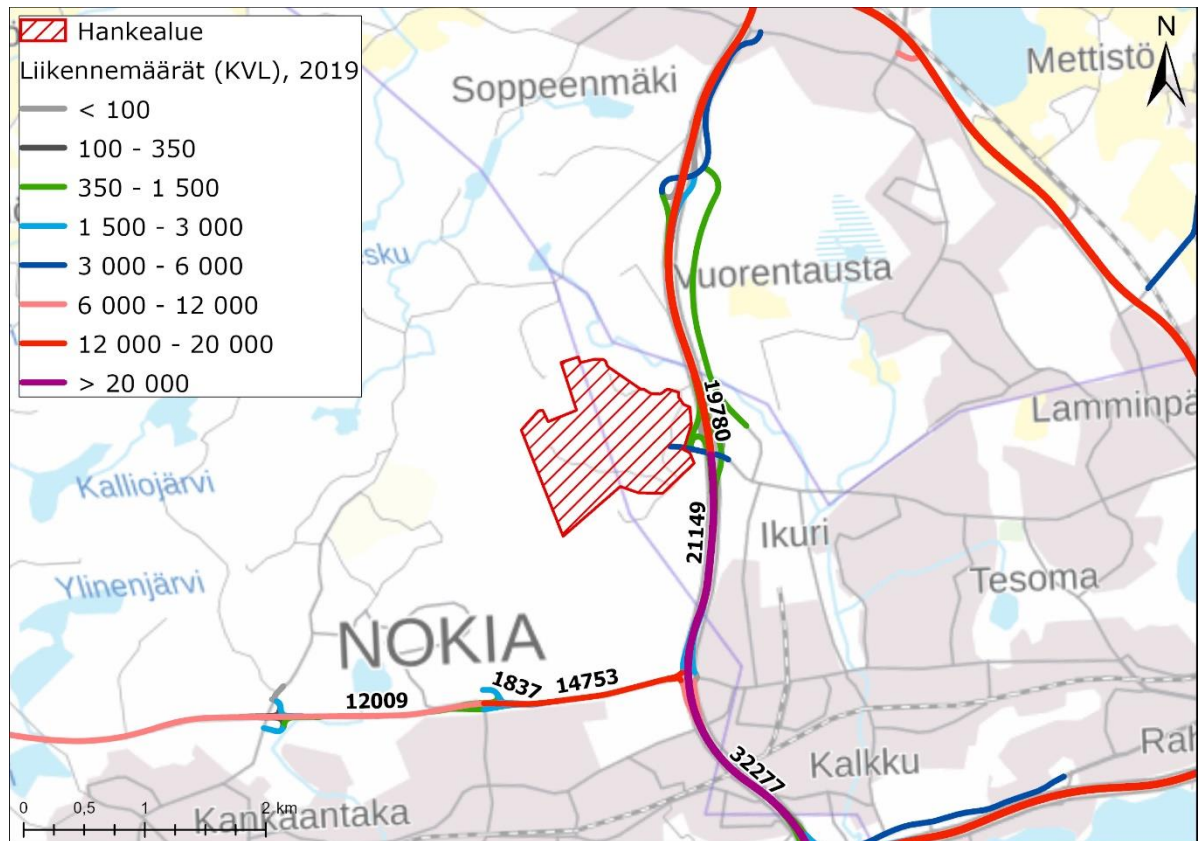 Hankealue
Liikennemäärät (KVL), 2019
< 100
100 - 350
350 - 1 500
1 500 - 3 000
3 000 - 6 000
6 000 - 12 000
12 000 - 20 000
> 20 000
N
Mettistö
Soppeenmäki
sku
Vuorentausta
19780
Lamminpä
Kalliojärvi
21149
Ikuri
Tesoma
Ylinenjärvi
NOKIA
12009
1837
14753
32277
Kalkku
Rah
Kankaantaka
0 0,5 1 2 km